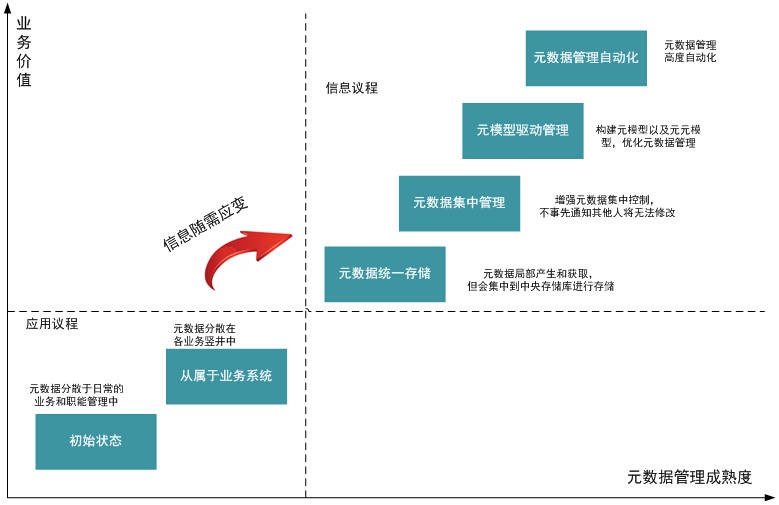 业
务
价
值
元数据管理自动化
元数据管理
高度自动化
信息议程
元模型驱动管理
构建元模型以及元元模
型，优化元数据管理
元数据集中管理
增强元数据集中控制，
不事先通知其他人将无法修改
信息随需应变
元数据统一存储
元数据局部产生和获取，
但会集中到中央存储库进行存储
应用议程
元数据分散在
各业务竖井中
从属于业务系统
元数据分散于日常的
业务和职能管理中
初始状态
元数据管理成熟度